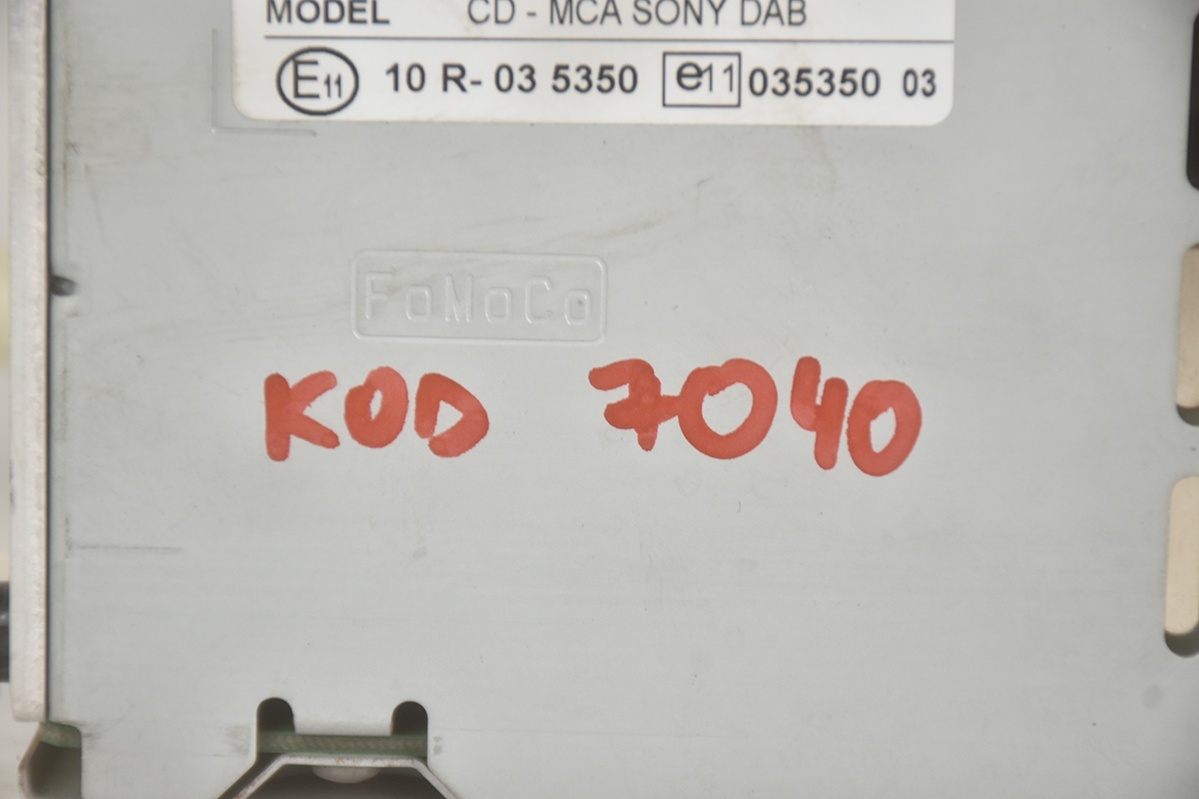 MODEL CD - MCA SONY DAB
E11 10 R- 03 5350 e11 035350 03
FoMoCo
KOD 7040